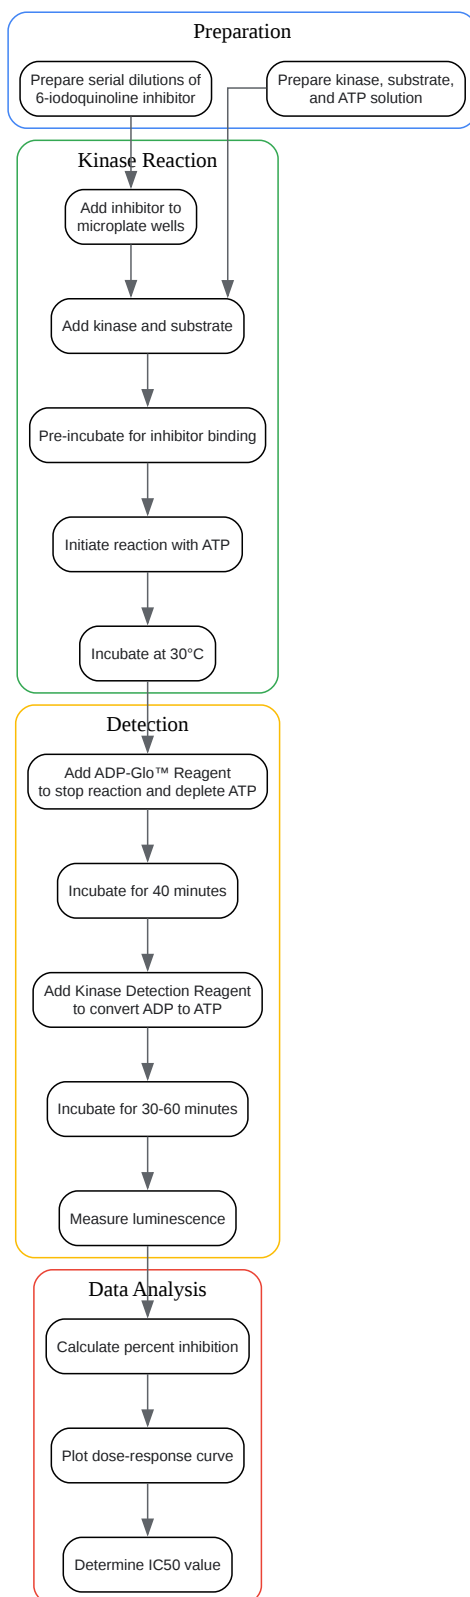 Preparation
Prepare serial dilutions of
6-iodoquinoline inhibitor
Prepare kinase, substrate,
and ATP solution
Kinase Reaction
Add inhibitor to
microplate wells
Add kinase and substrate
Pre-incubate for inhibitor binding
Initiate reaction with ATP
Incubate at 30°C
Detection
Add ADP-Glo™ Reagent
to stop reaction and deplete ATP
Incubate for 40 minutes
Add Kinase Detection Reagent
to convert ADP to ATP
Incubate for 30-60 minutes
Measure luminescence
Data Analysis
Calculate percent inhibition
Plot dose-response curve
Determine IC50 value